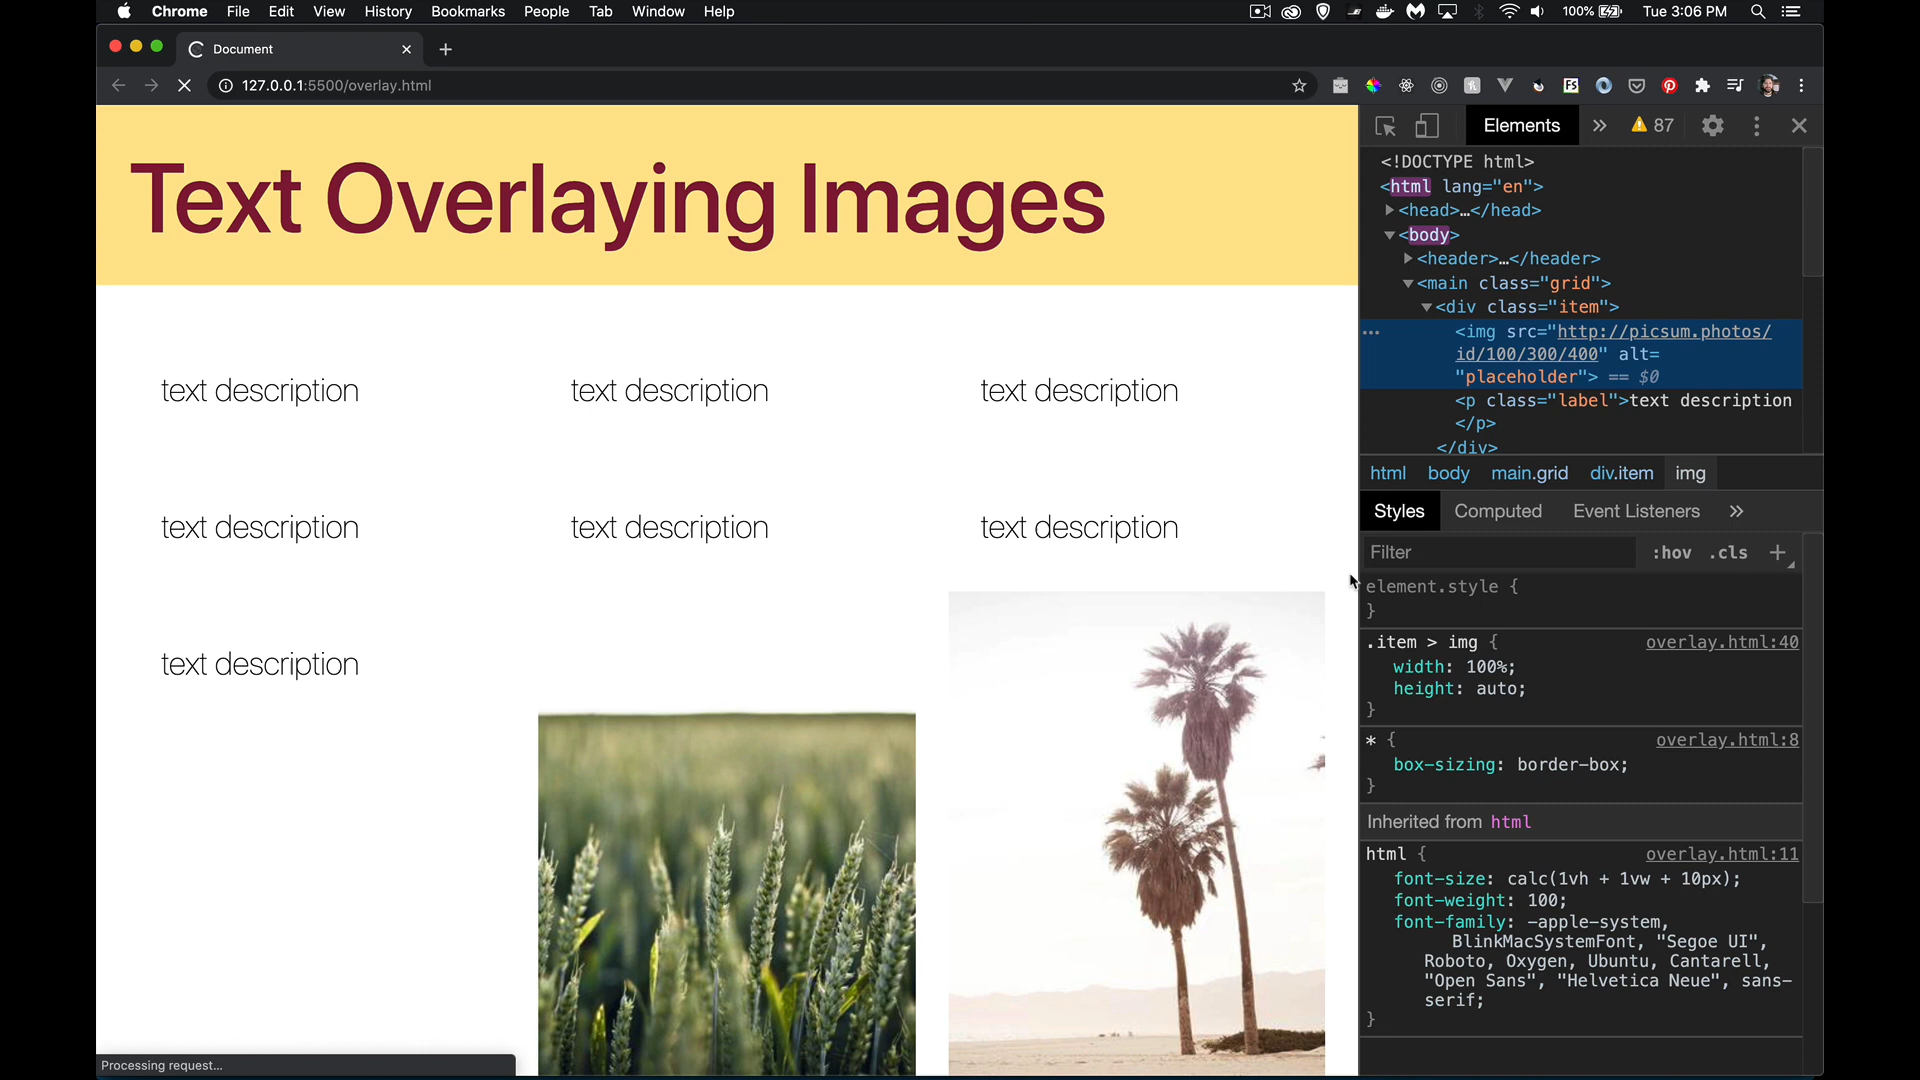 Chrome File Edit View History Bookmarks People Tab Window Help 100% Tue 3:06 PM
Document
127.0.0.1:5500/overlay.html
Text Overlaying Images
text description text description text description
text description text description text description
text description
Processing request...
Elements 87
<!DOCTYPE html>
<html lang="en">
<head>…</head>
<body>
<header>…</header>
<main class="grid">
<div class="item">
<img src="http://picsum.photos/
id/100/300/400" alt=
"placeholder"> == $0
<p class="label">text description
</p>
</div>
html body main.grid div.item img
Styles Computed Event Listeners
Filter :hov .cls
element.style {
}
.item > img { overlay.html:40
width: 100%;
height: auto;
}
* { overlay.html:8
box-sizing: border-box;
}
Inherited from html
html { overlay.html:11
font-size: calc(1vh + 1vw + 10px);
font-weight: 100;
font-family: -apple-system,
BlinkMacSystemFont, "Segoe UI",
Roboto, Oxygen, Ubuntu, Cantarell,
"Open Sans", "Helvetica Neue", sans-
serif;
}